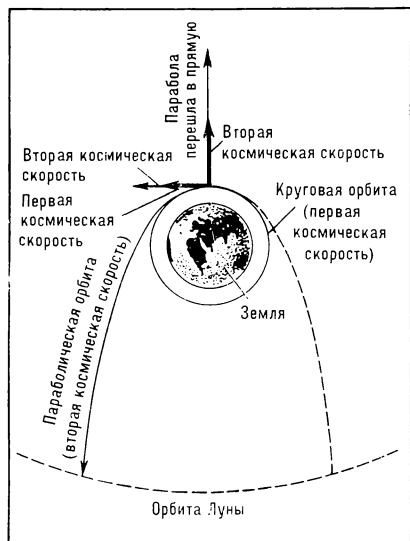 Парабола
перешла в прямую
Вторая
космическая скорость
Вторая космическая
скорость
Первая
космическая
скорость
Круговая орбита
(первая
космическая
скорость)
Земля
Параболическая орбита
(вторая космическая скорость)
Орбита Луны